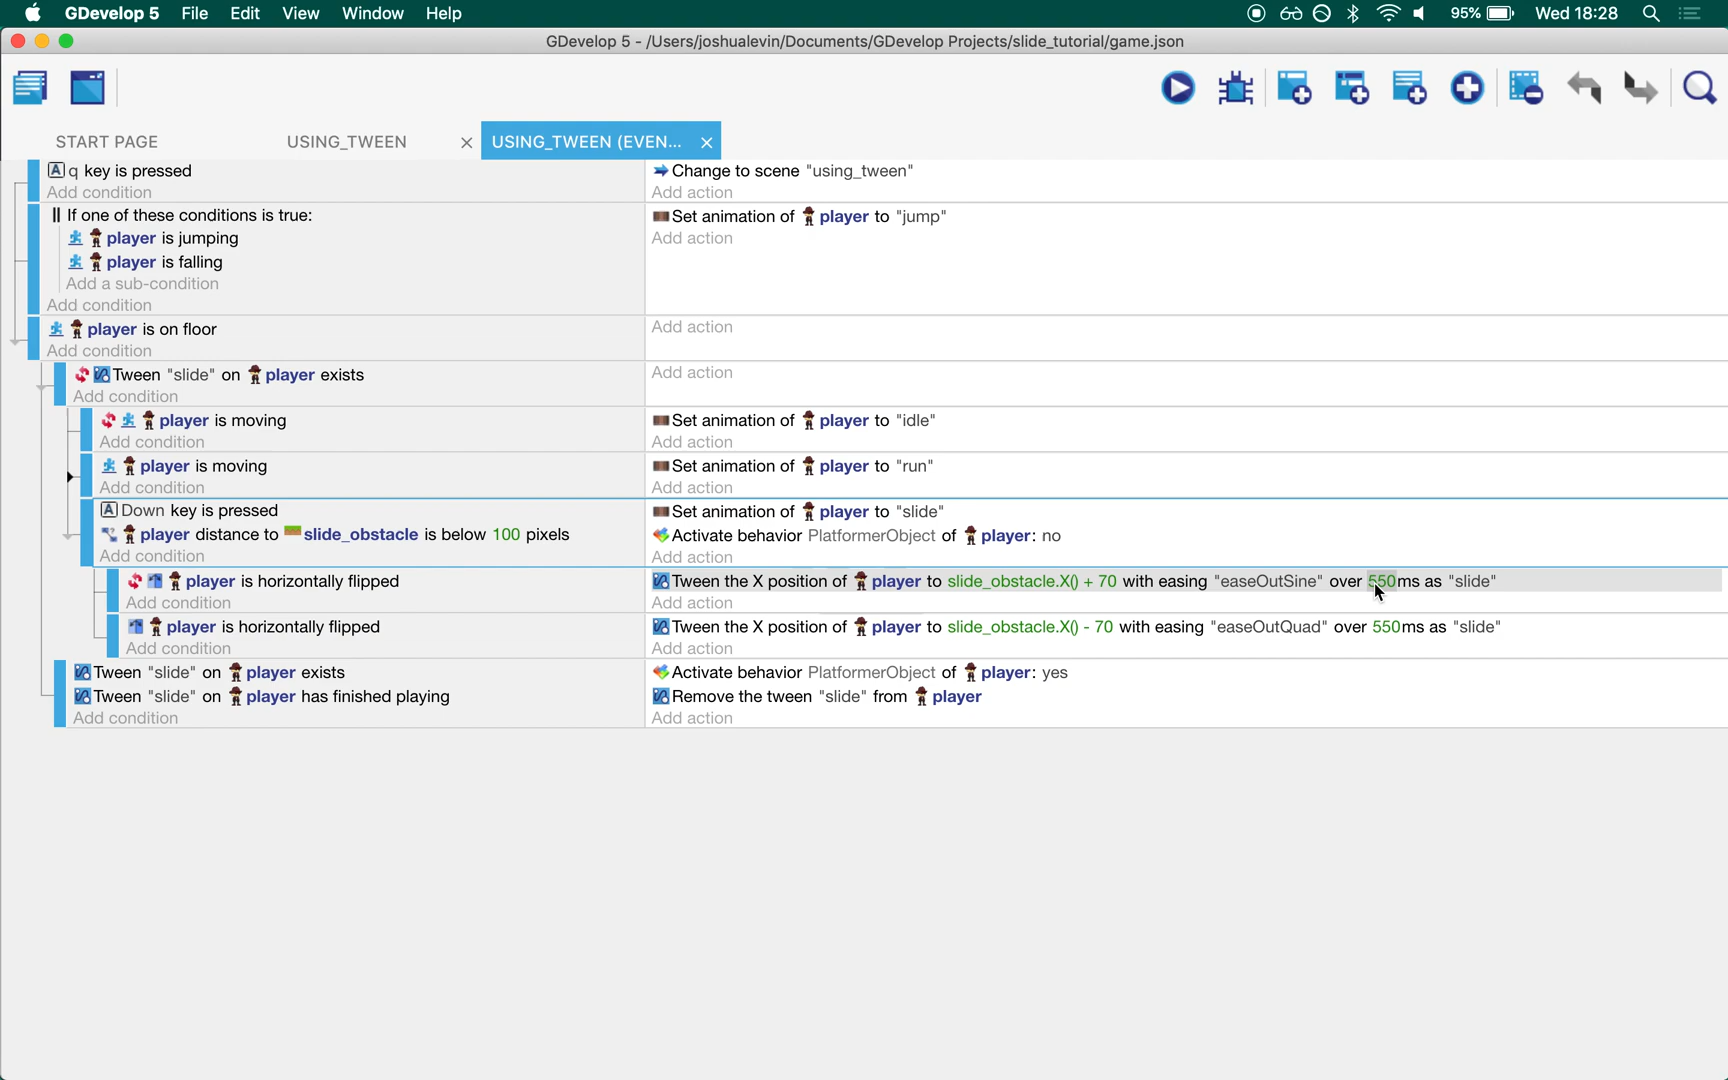 GDevelop 5 File Edit View Window Help 95% Wed 18:28
GDevelop 5 - /Users/joshualevin/Documents/GDevelop Projects/slide_tutorial/game.json
START PAGE USING_TWEEN USING_TWEEN (EVEN...
A q key is pressed Change to scene "using_tween"
Add condition Add action
If one of these conditions is true: Set animation of player to "jump"
player is jumping Add action
player is falling
Add a sub-condition
Add condition
player is on floor Add action
Add condition
Tween "slide" on player exists Add action
Add condition
player is moving Set animation of player to "idle"
Add condition Add action
player is moving Set animation of player to "run"
Add condition Add action
A Down key is pressed Set animation of player to "slide"
player distance to slide_obstacle is below 100 pixels Activate behavior PlatformerObject of player: no
Add condition Add action
player is horizontally flipped Tween the X position of player to slide_obstacle.X() + 70 with easing "easeOutSine" over 550ms as "slide"
Add condition Add action
player is horizontally flipped Tween the X position of player to slide_obstacle.X() - 70 with easing "easeOutQuad" over 550ms as "slide"
Add condition Add action
Tween "slide" on player exists Activate behavior PlatformerObject of player: yes
Tween "slide" on player has finished playing Remove the tween "slide" from player
Add condition Add action